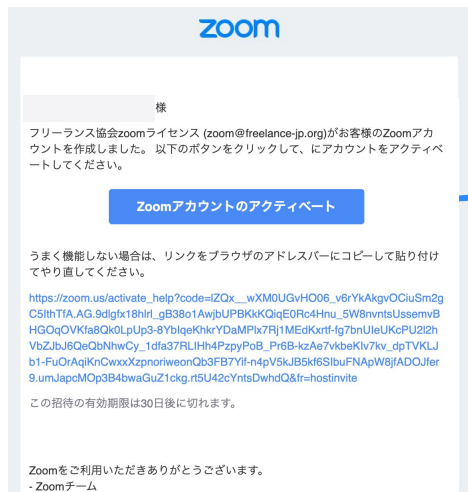 zoom
様
フリーランス協会zoomライセンス (zoom@freelance-jp.org)がお客様のZoomアカ
ウントを作成しました。 以下のボタンをクリックして、にアカウントをアクティベ
ートしてください。
Zoomアカウントのアクティベート
うまく機能しない場合は、リンクをブラウザのアドレスバーにコピーして貼り付け
てやり直してください。
https://zoom.us/activate_help?code=lZQx__wXM0UGvHO06_v6rYkAkgvOCiuSm2g
C5IthTfA.AG.9dlgfx18hlrl_gB38o1AwjbUPBKkKQiqE0Rc4Hnu_5W8nvntsUssemvB
HGOqOVKfa8Qk0LpUp3-8YbIqeKhkrYDaMPlx7Rj1MEdKxrtf-fg7bnUIeUKcPU2l2h
VbZJbJ6QeQbNhwCy_1dfa37RLIHh4PzpyPoB_Pr6B-kzAe7vkbeKIv7kv_dpTVKLJ
b1-FuOrAqiKnCwxxXzpnoriweonQb3FB7Yif-n4pV5kJB5kf6SIbuFNApW8jfADOJfer
9.umJapcMOp3B4bwaGuZ1ckg.rt5U42cYntsDwhdQ&fr=hostinvite
この招待の有効期限は30日後に切れます。
Zoomをご利用いただきありがとうございます。
- Zoomチーム